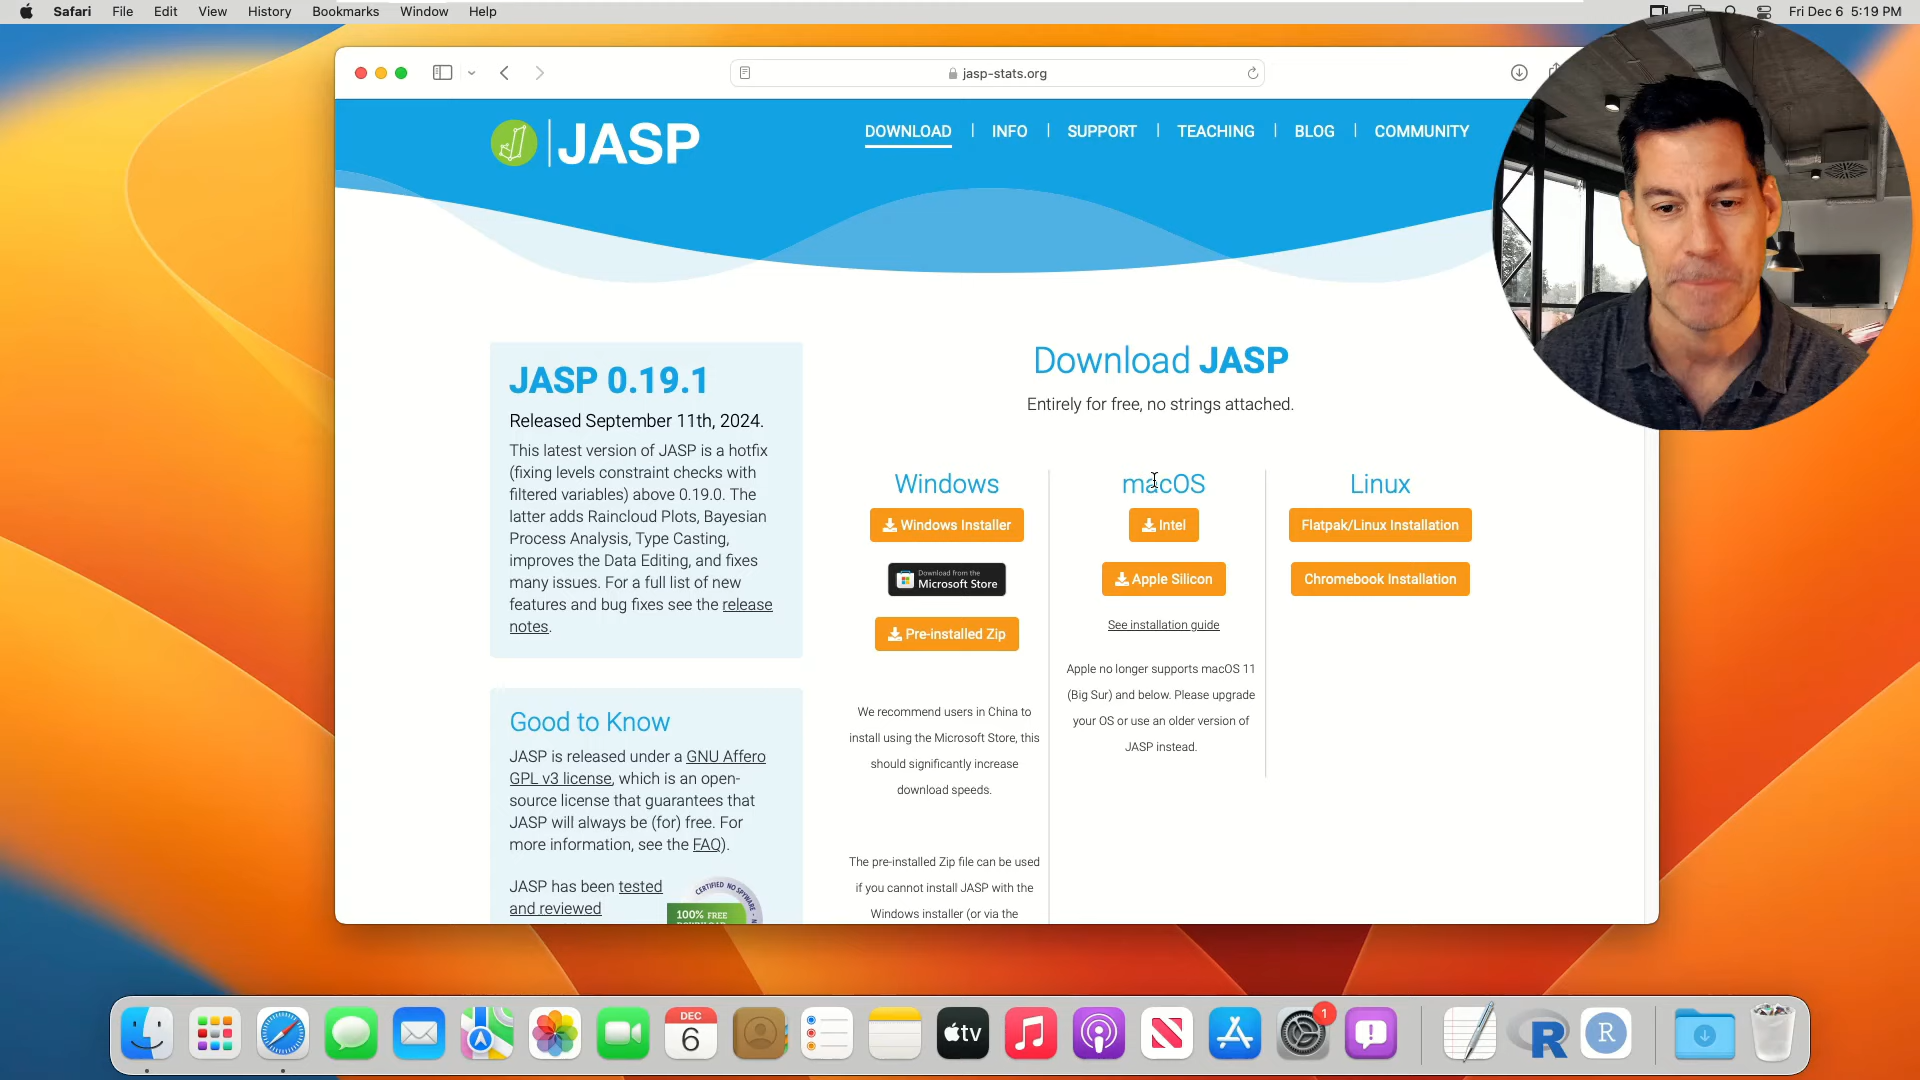 Safari File Edit View History Bookmarks Window Help
Fri Dec 6 5:19 PM
jasp-stats.org
JASP
DOWNLOAD | INFO | SUPPORT | TEACHING | BLOG | COMMUNITY
JASP 0.19.1
Released September 11th, 2024.
This latest version of JASP is a hotfix
(fixing levels constraint checks with
filtered variables) above 0.19.0. The
latter adds Raincloud Plots, Bayesian
Process Analysis, Type Casting,
improves the Data Editing, and fixes
many issues. For a full list of new
features and bug fixes see the release
notes.
Good to Know
JASP is released under a GNU Affero
GPL v3 license, which is an open-
source license that guarantees that
JASP will always be (for) free. For
more information, see the FAQ).
JASP has been tested
and reviewed
CERTIFIED NO SPYWARE
100% FREE
Download JASP
Entirely for free, no strings attached.
Windows
Windows Installer
Download from the
Microsoft Store
Pre-installed Zip
We recommend users in China to
install using the Microsoft Store, this
should significantly increase
download speeds.
The pre-installed Zip file can be used
if you cannot install JASP with the
Windows installer (or via the
macOS
Intel
Apple Silicon
See installation guide
Apple no longer supports macOS 11
(Big Sur) and below. Please upgrade
your OS or use an older version of
JASP instead.
Linux
Flatpak/Linux Installation
Chromebook Installation
DEC
6
tv
1
R
R